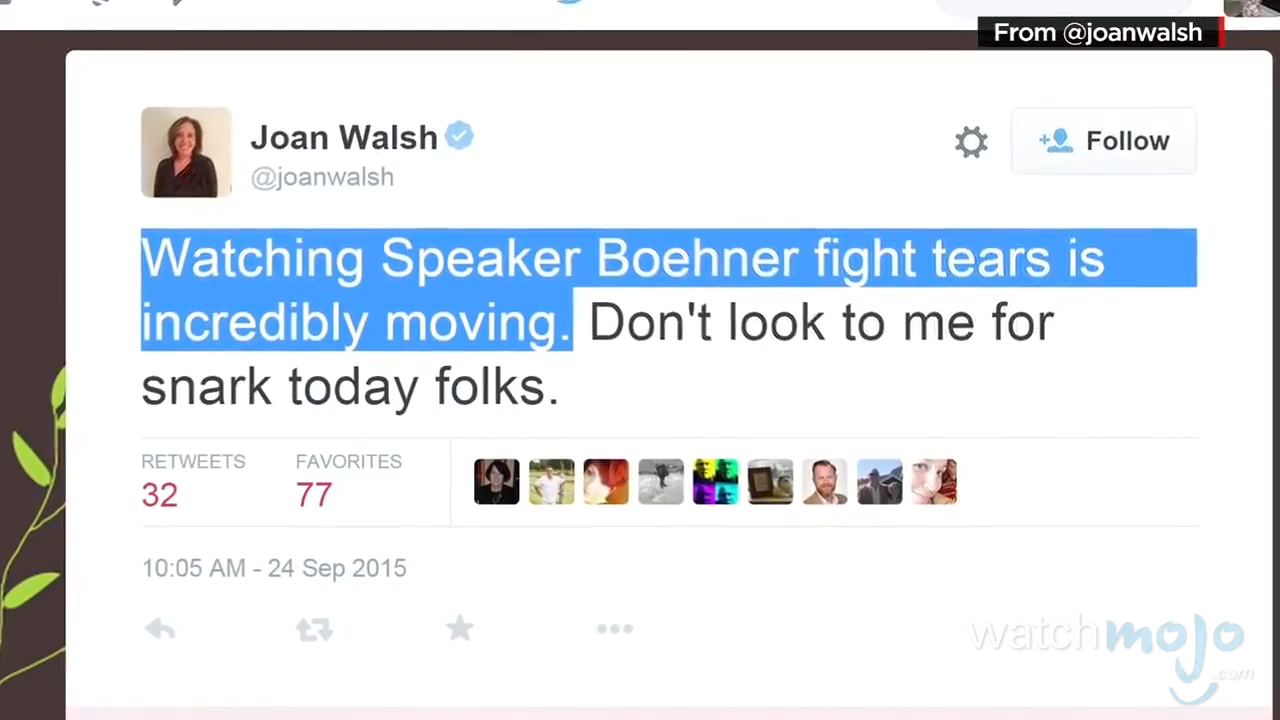 From @joanwalsh
Joan Walsh
@joanwalsh
Follow
Watching Speaker Boehner fight tears is
incredibly moving. Don't look to me for
snark today folks.
RETWEETS FAVORITES
32 77
10:05 AM - 24 Sep 2015
watchmojo
.com